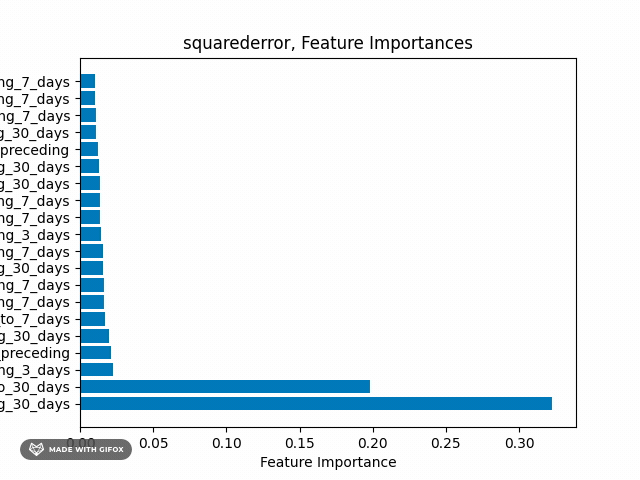 squarederror, Feature Importances
ng_7_days
ng_7_days
ng_7_days
g_30_days
preceding
g_30_days
g_30_days
ng_7_days
ng_7_days
ng_3_days
ng_7_days
g_30_days
ng_7_days
ng_7_days
_to_7_days
g_30_days
preceding
ng_3_days
o_30_days
g_30_days
0.00 0.05 0.10 0.15 0.20 0.25 0.30
Feature Importance
MADE WITH GIFOX